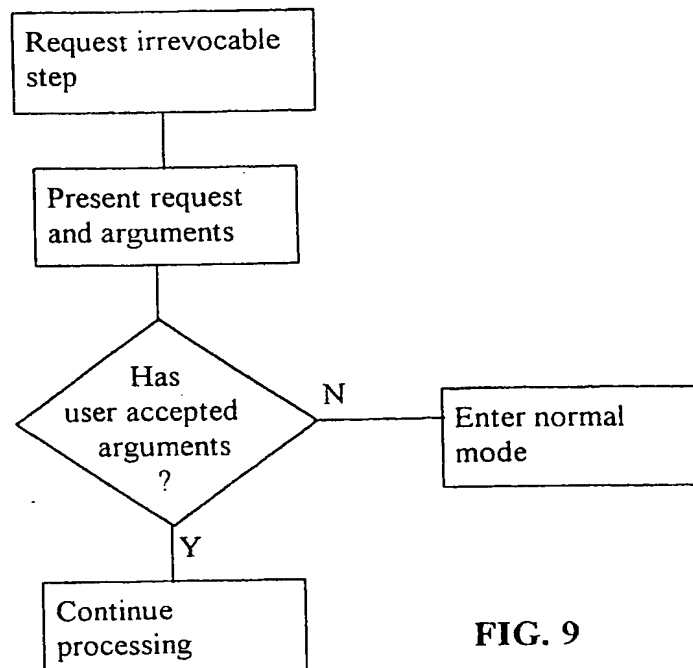 Request irrevocable
step
Present request
and arguments
Has
user accepted
arguments
?
N
Enter normal
mode
Y
Continue
processing
FIG. 9